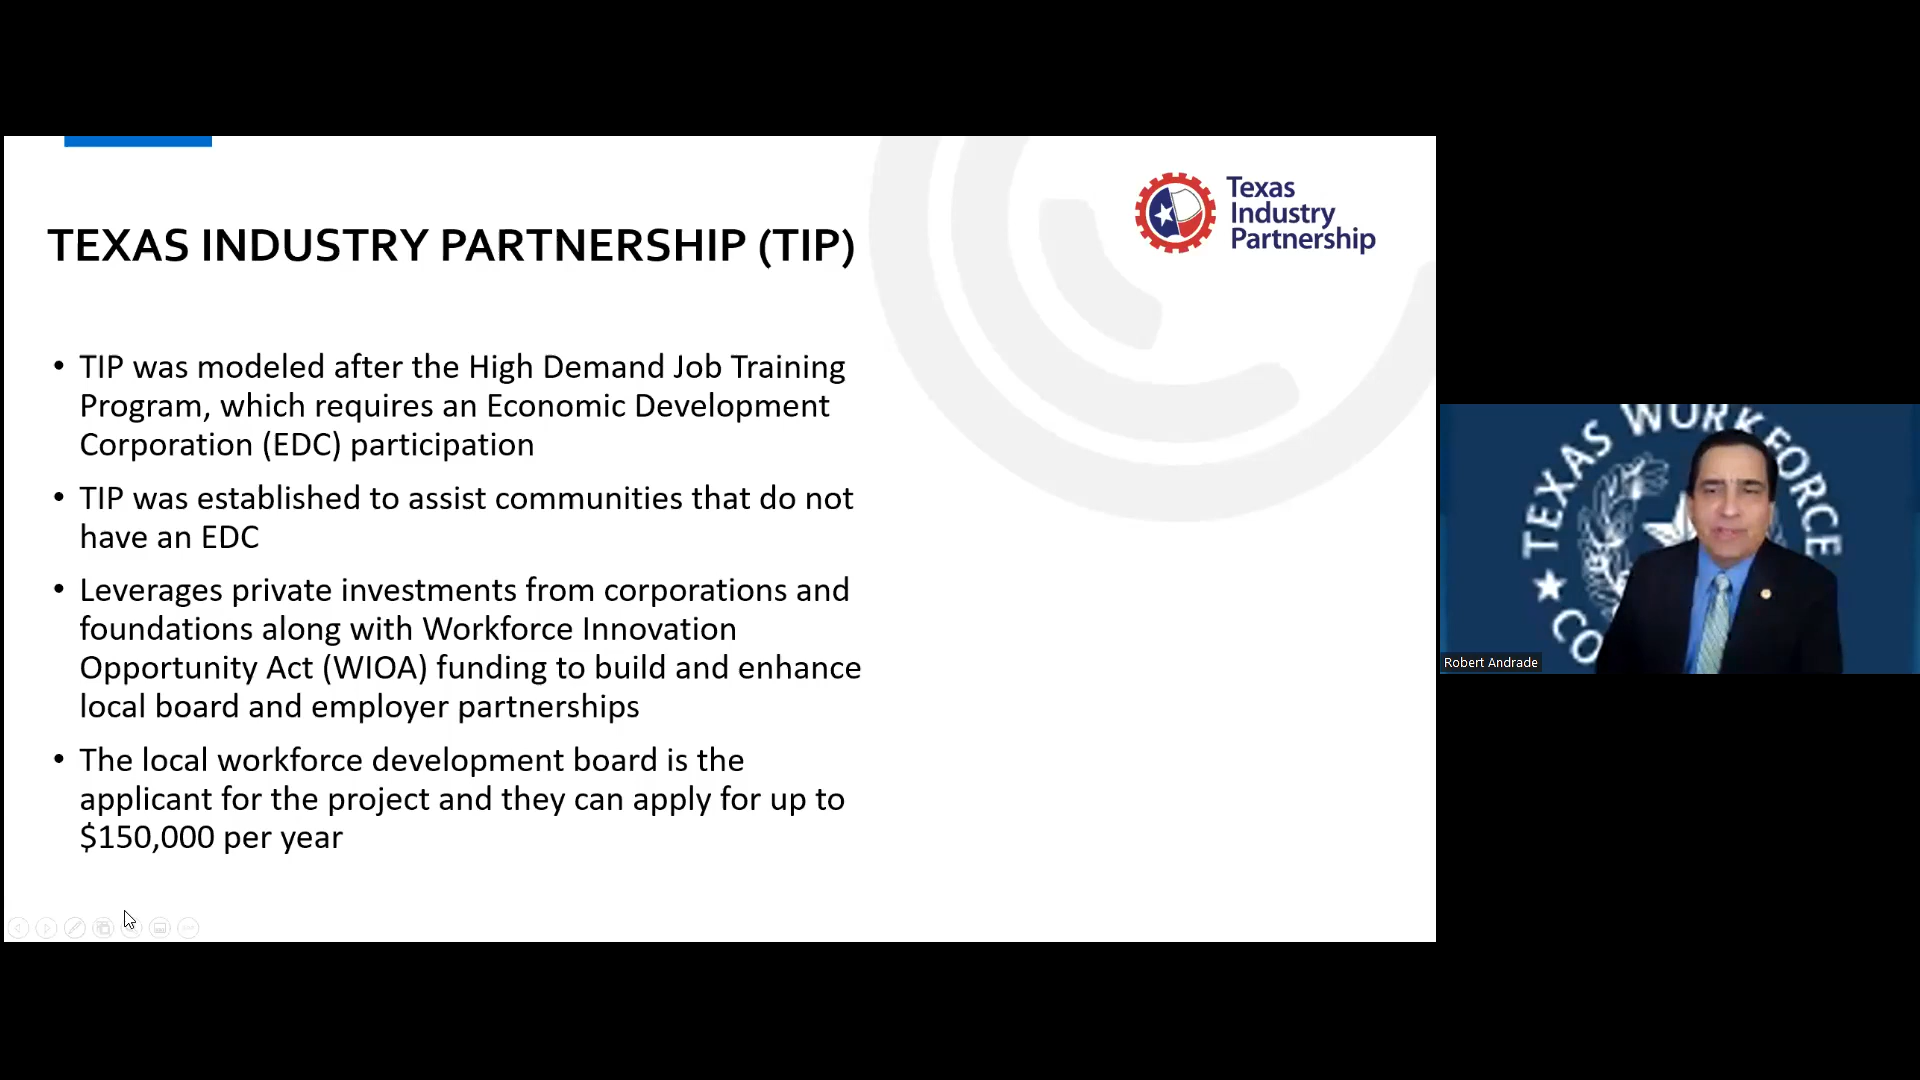 TEXAS INDUSTRY PARTNERSHIP (TIP)
Texas
Industry
Partnership
• TIP was modeled after the High Demand Job Training
Program, which requires an Economic Development
Corporation (EDC) participation
• TIP was established to assist communities that do not
have an EDC
• Leverages private investments from corporations and
foundations along with Workforce Innovation
Opportunity Act (WIOA) funding to build and enhance
local board and employer partnerships
• The local workforce development board is the
applicant for the project and they can apply for up to
$150,000 per year
TEXAS WORKFORCE
CO
Robert Andrade